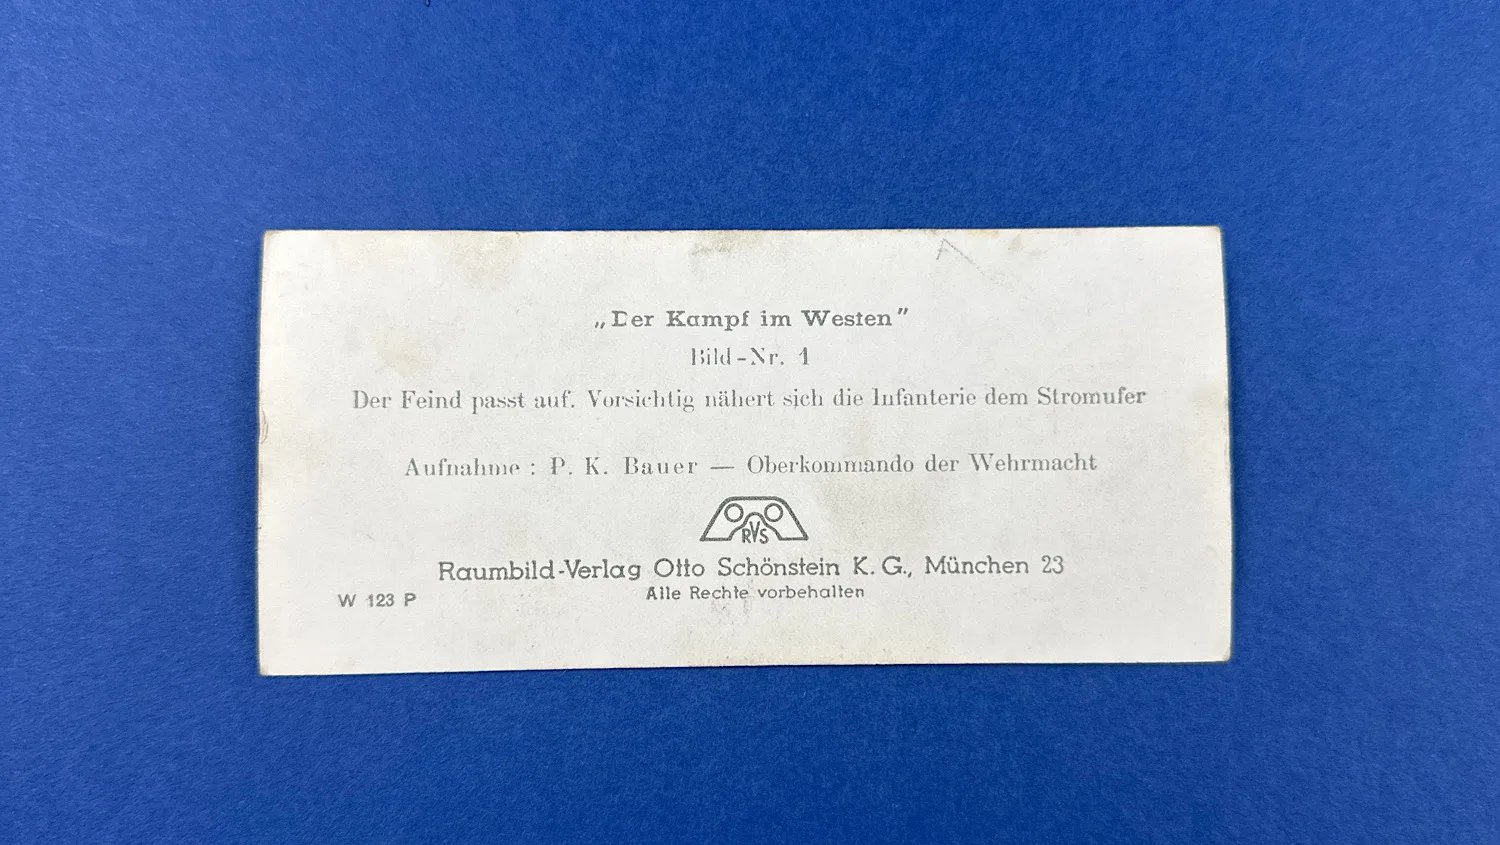 „Der Kampf im Westen"
Bild-Nr. 1
Der Feind passt auf. Vorsichtig nähert sich die Infanterie dem Stromufer
Aufnahme : P. K. Bauer — Oberkommando der Wehrmacht
RVS
Raumbild-Verlag Otto Schönstein K. G., München 23
Alle Rechte vorbehalten
W 123 P